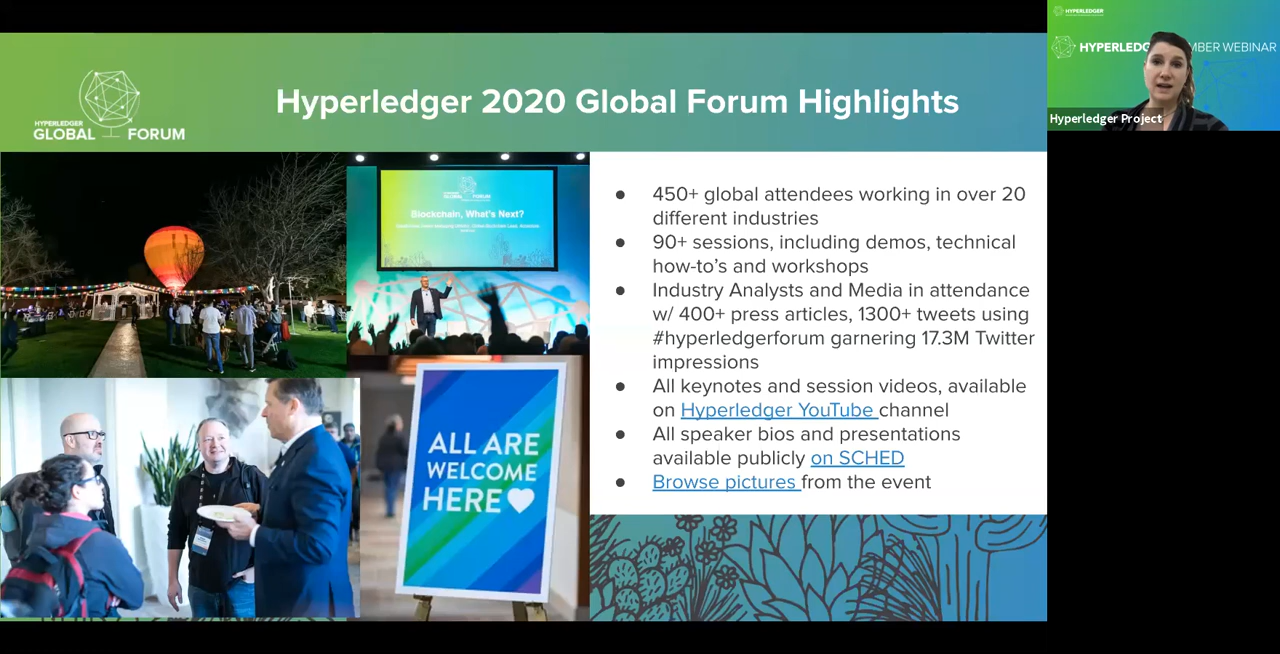 HYPERLEDGER
GLOBAL FORUM
Hyperledger 2020 Global Forum Highlights
GLOBAL FORUM
Blockchain, What's Next?
ALL ARE
WELCOME
HERE
● 450+ global attendees working in over 20
different industries
● 90+ sessions, including demos, technical
how-to’s and workshops
● Industry Analysts and Media in attendance
w/ 400+ press articles, 1300+ tweets using
#hyperledgerforum garnering 17.3M Twitter
impressions
● All keynotes and session videos, available
on Hyperledger YouTube channel
● All speaker bios and presentations
available publicly on SCHED
● Browse pictures from the event
HYPERLEDGER
HYPERLEDG MBER WEBINAR
Hyperledger Project